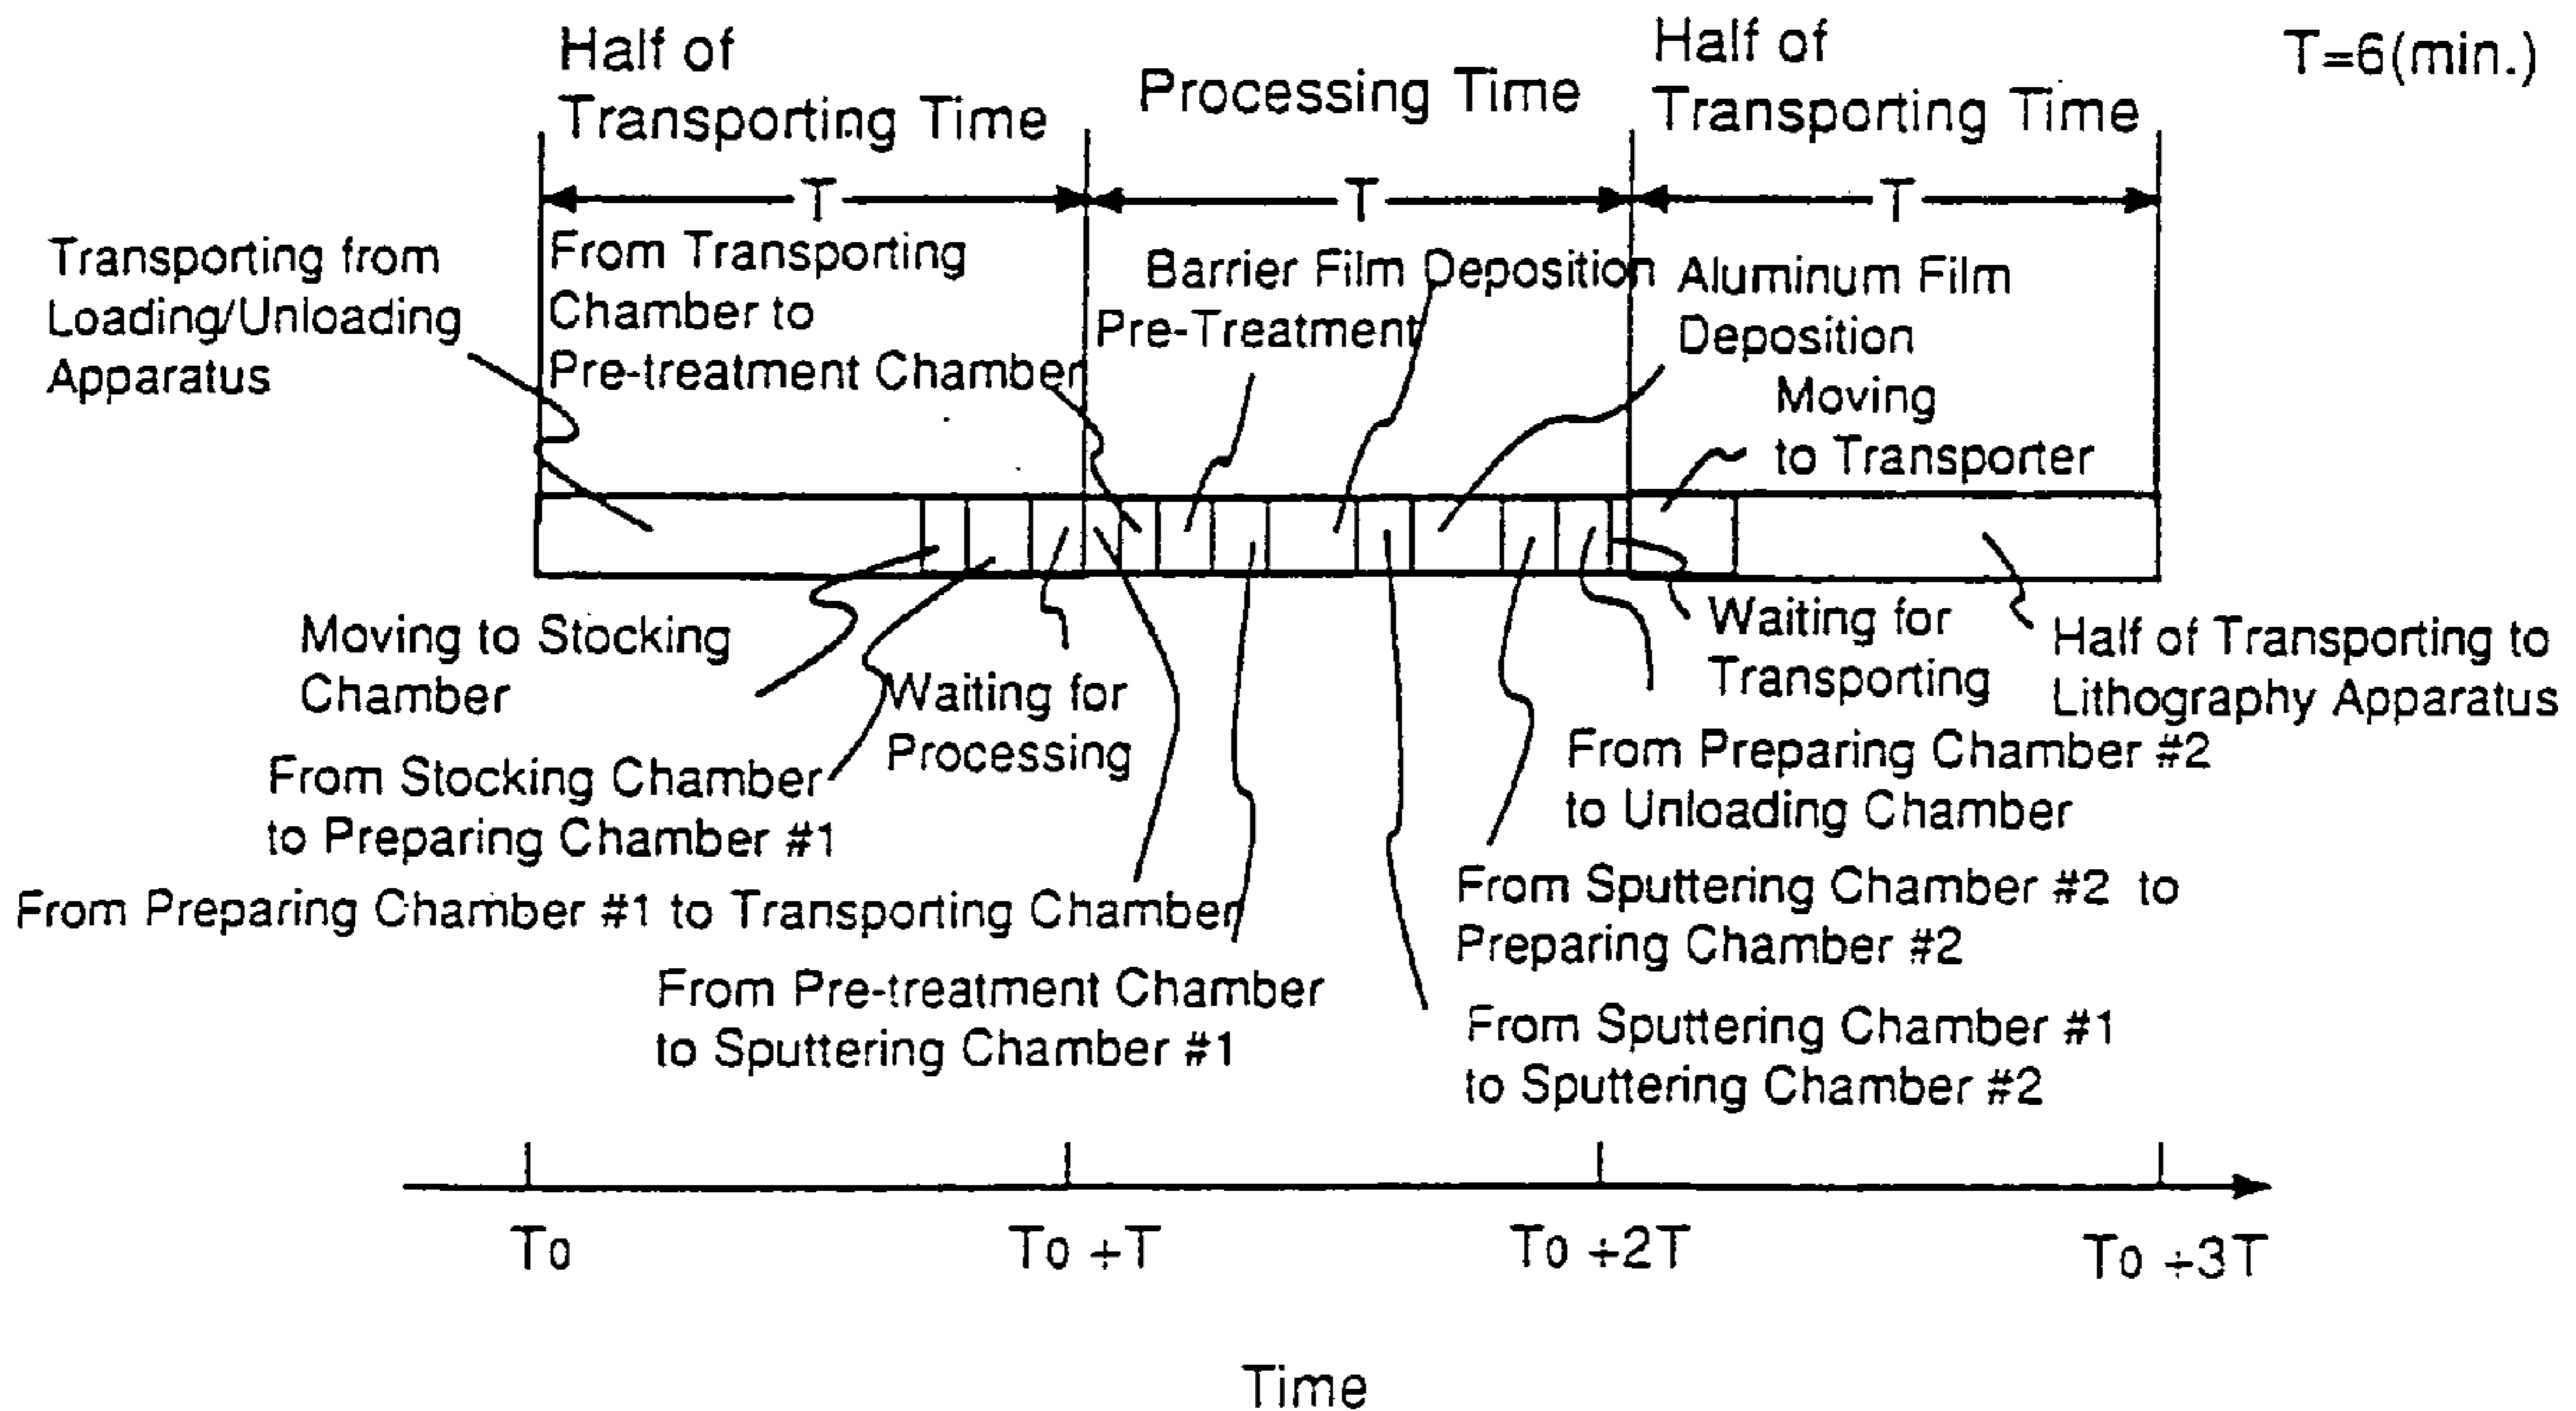 Half of
Transporting Time
Processing Time
Half of
Transporting Time
T=6(min.)
T
T
T
Transporting from
Loading/Unloading
Apparatus
From Transporting
Chamber to
Pre-treatment Chamber
Barrier Film Deposition
Pre-Treatment
Aluminum Film
Deposition
Moving
to Transporter
Moving to Stocking
Chamber
Waiting for
Processing
From Stocking Chamber
to Preparing Chamber #1
From Preparing Chamber #1 to Transporting Chamber
From Pre-treatment Chamber
to Sputtering Chamber #1
Waiting for
Transporting
Half of Transporting to
Lithography Apparatus
From Preparing Chamber #2
to Unloading Chamber
From Sputtering Chamber #2 to
Preparing Chamber #2
From Sputtering Chamber #1
to Sputtering Chamber #2
To
To +T
To +2T
To +3T
Time